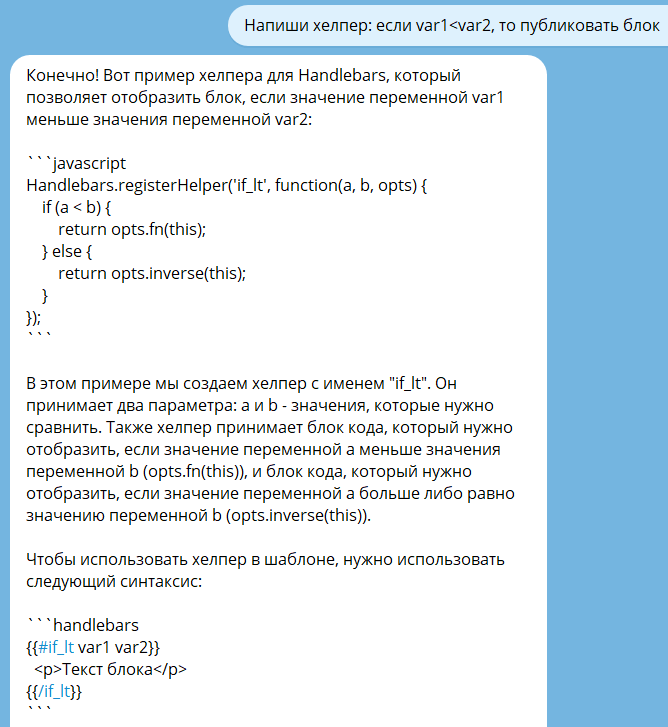 Напиши хелпер: если var1<var2, то публиковать блок
Конечно! Вот пример хелпера для Handlebars, который
позволяет отобразить блок, если значение переменной var1
меньше значения переменной var2:
```javascript
Handlebars.registerHelper('if_lt', function(a, b, opts) {
    if (a < b) {
        return opts.fn(this);
    } else {
        return opts.inverse(this);
    }
});
```
В этом примере мы создаем хелпер с именем "if_lt". Он
принимает два параметра: a и b - значения, которые нужно
сравнить. Также хелпер принимает блок кода, который нужно
отобразить, если значение переменной a меньше значения
переменной b (opts.fn(this)), и блок кода, который нужно
отобразить, если значение переменной a больше либо равно
значению переменной b (opts.inverse(this)).
Чтобы использовать хелпер в шаблоне, нужно использовать
следующий синтаксис:
```handlebars
{{#if_lt var1 var2}}
  <p>Текст блока</p>
{{/if_lt}}
```